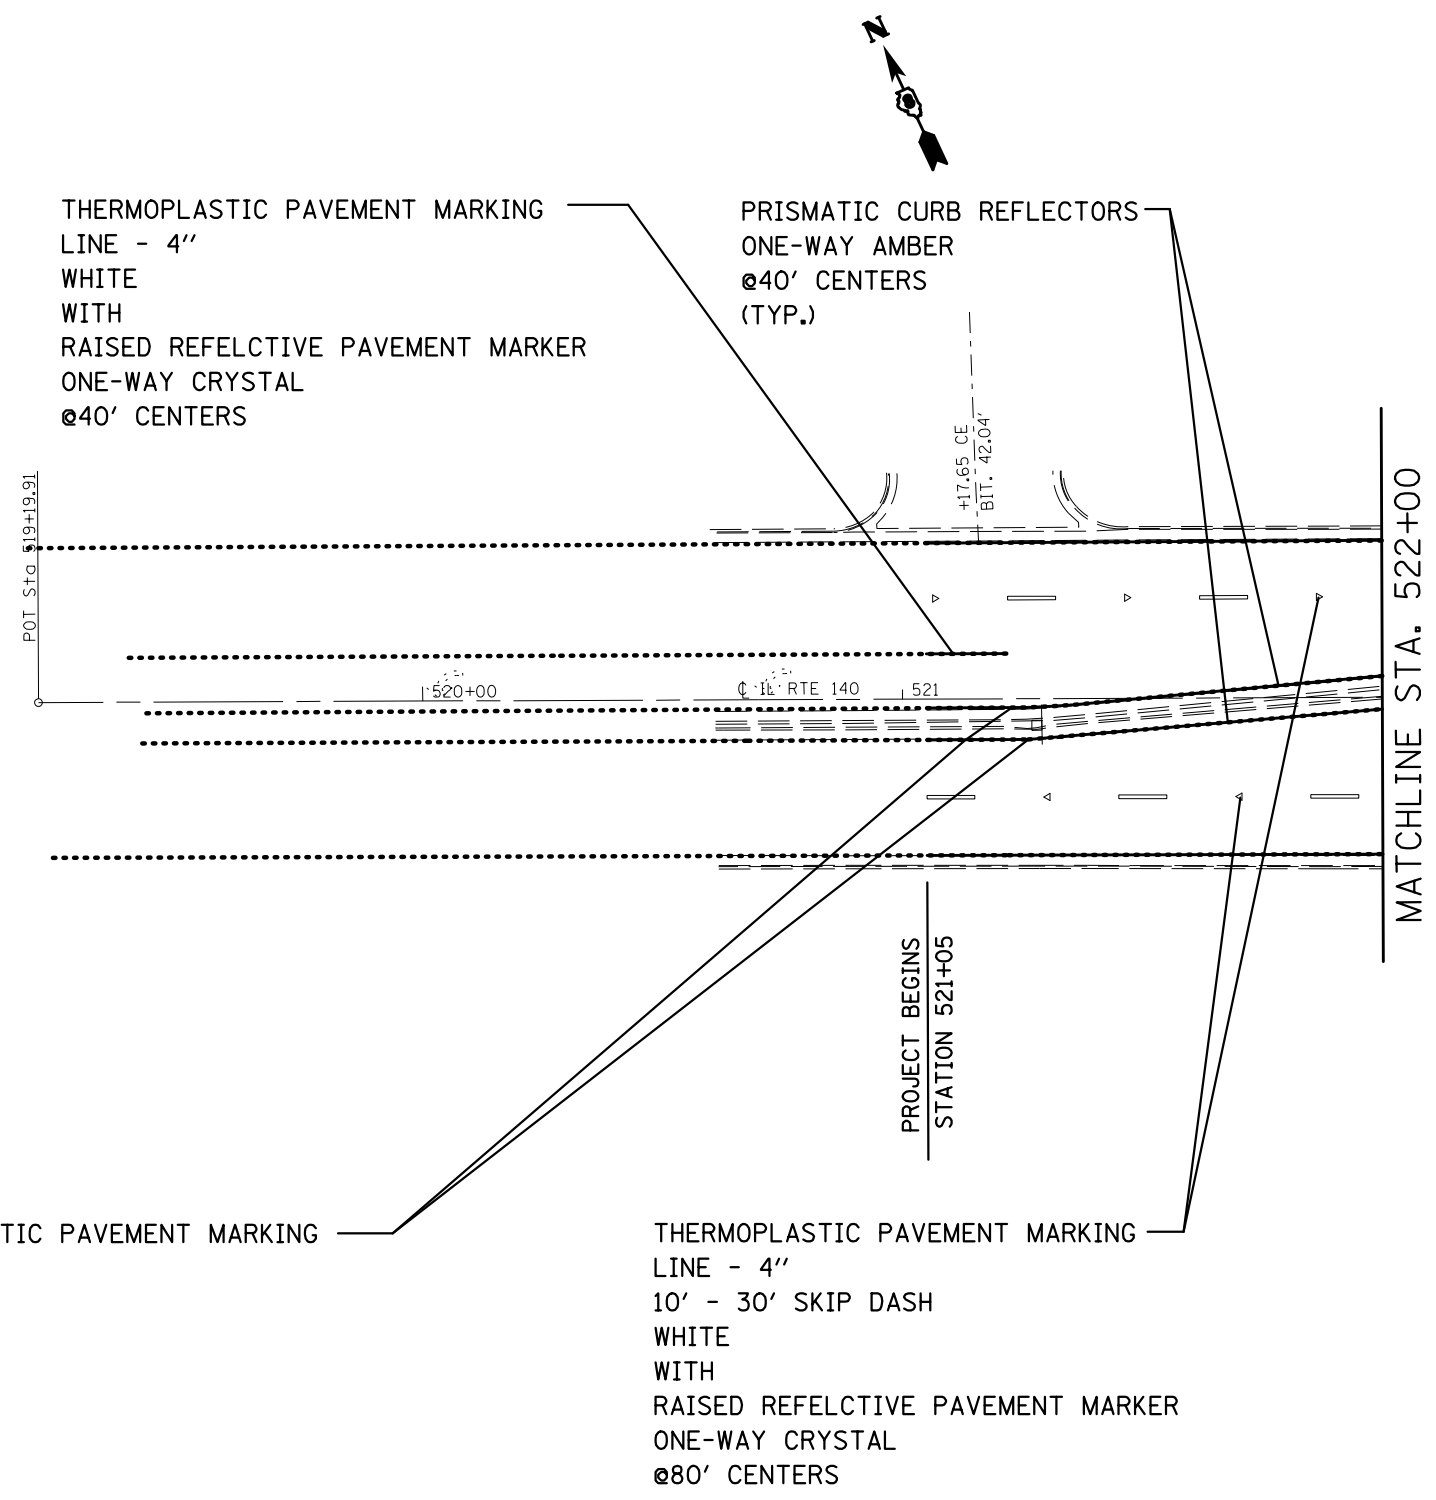 N
THERMOPLASTIC PAVEMENT MARKING
LINE - 4''
WHITE
WITH
RAISED REFELCTIVE PAVEMENT MARKER
ONE-WAY CRYSTAL
@40' CENTERS
PRISMATIC CURB REFLECTORS
ONE-WAY AMBER
@40' CENTERS
(TYP.)
+17.65 CE
BIT. 42.04'
POT Sta 519+19.91
MATCHLINE STA. 522+00
520+00
℄ IL RTE 140
521
PROJECT BEGINS
STATION 521+05
TIC PAVEMENT MARKING
THERMOPLASTIC PAVEMENT MARKING
LINE - 4''
10' - 30' SKIP DASH
WHITE
WITH
RAISED REFELCTIVE PAVEMENT MARKER
ONE-WAY CRYSTAL
@80' CENTERS